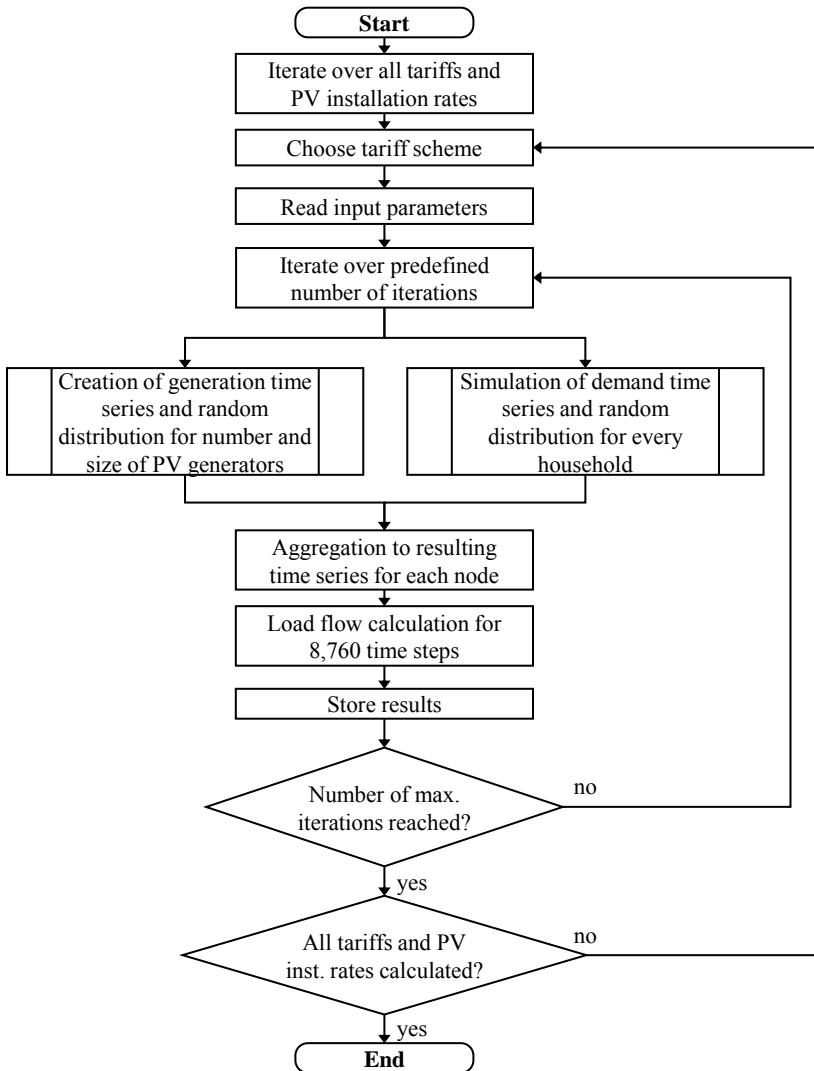 Start
Iterate over all tariffs and
PV installation rates
Choose tariff scheme
Read input parameters
Iterate over predefined
number of iterations
Creation of generation time
series and random
distribution for number and
size of PV generators
Simulation of demand time
series and random
distribution for every
household
Aggregation to resulting
time series for each node
Load flow calculation for
8,760 time steps
Store results
Number of max.
iterations reached?
no
yes
All tariffs and PV
inst. rates calculated?
no
yes
End